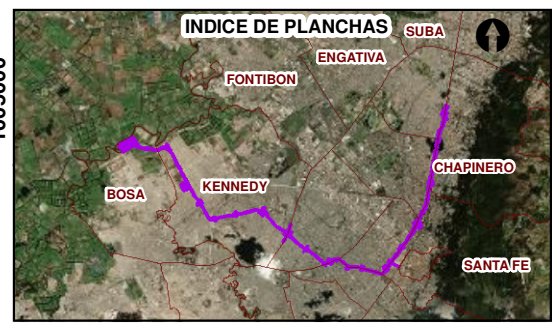 INDICE DE PLANCHAS
SUBA
ENGATIVA
FONTIBON
CHAPINERO
KENNEDY
BOSA
SANTA FE